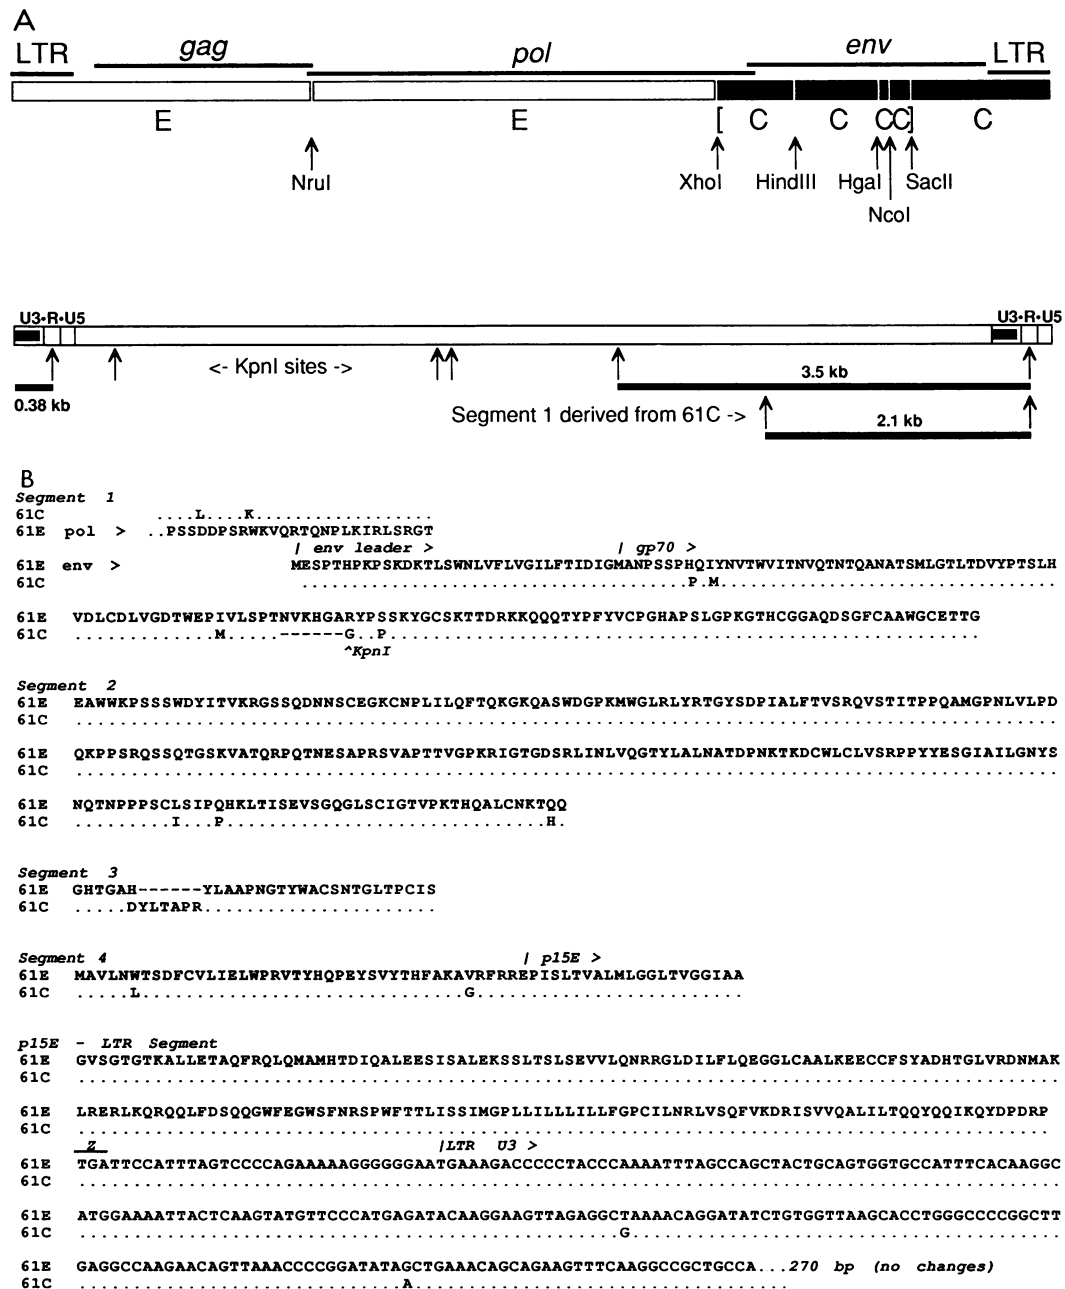 A
LTR gag pol env LTR
E E [ C C CC] C
NruI XhoI HindIII HgaI SacII
NcoI
U3•R•U5 U3•R•U5
<- KpnI sites -> 3.5 kb
0.38 kb
Segment 1 derived from 61C -> 2.1 kb
B
Segment 1
61C ....L....K.................
61E pol > ..PSSDDPSRWKVQRTQNPLKIRLSRGT
| env leader > | gp70 >
61E env > MESPTHPKPSKDKTLSWNLVFLVGILFTIDIGMANPSSPHQIYNVTWVITNVQTNTQANATSMLGTLTDVYPTSLH
61C ....................................P.M................................
61E VDLCDLVGDTWEPIVLSPTNVKHGARYPSSKYGCSKTTDRKKQQQTYPFYVCPGHAPSLGPKGTHCGGAQDSGFCAAWGCETTG
61C .............M.....------G..P........................................................
^KpnI
Segment 2
61E EAWWKPSSSWDYITVKRGSSQDNNSCEGKCNPLILQFTQKGKQASWDGPKMWGLRLYRTGYSDPIALFTVSRQVSTITPPQAMGPNLVLPD
61C ...........................................................................................
61E QKPPSRQSSQTGSKVATQRPQTNESAPRSVAPTTVGPKRIGTGDSRLINLVQGTYLALNATDPNKTKDCWLCLVSRPPYYESGIAILGNYS
61C ...........................................................................................
61E NQTNPPPSCLSIPQHKLTISEVSGQGLSCIGTVPKTHQALCNKTQQ
61C .........I...P..............................H.
Segment 3
61E GHTGAH------YLAAPNGTYWACSNTGLTPCIS
61C .....DYLTAPR......................
Segment 4
| p15E >
61E MAVLNWTSDFCVLIELWPRVTYHQPEYSVYTHFAKAVRFRREPISLTVALMLGGLTVGGIAA
61C .....L...............................G.........................
p15E - LTR Segment
61E GVSGTGTKALLETAQFRQLQMAMHTDIQALEESISALEKSSLTSLSEVVLQNRRGLDILFLQEGGLCAALKEECCFSYADHTGLVRDNMAK
61C ...........................................................................................
61E LRERLKQRQQLFDSQQGWFEGWSFNRSPWFTTLISSIMGPLLILLLILLFGPCILNRLVSQFVKDRISVVQALILTQQYQQIKQYDPDRP
61C ..........................................................................................
Z |LTR U3 >
61E TGATTCCATTTAGTCCCCAGAAAAAGGGGGGAATGAAAGACCCCCTACCCAAAATTTAGCCAGCTACTGCAGTGGTGCCATTTCACAAGGC
61C ...........................................................................................
61E ATGGAAAATTACTCAAGTATGTTCCCATGAGATACAAGGAAGTTAGAGGCTAAAACAGGATATCTGTGGTTAAGCACCTGGGCCCCGGCTT
61C ..................................................G........................................
61E GAGGCCAAGAACAGTTAAACCCCGGATATAGCTGAAACAGCAGAAGTTTCAAGGCCGCTGCCA...270 bp (no changes)
61C ..............................A...................................